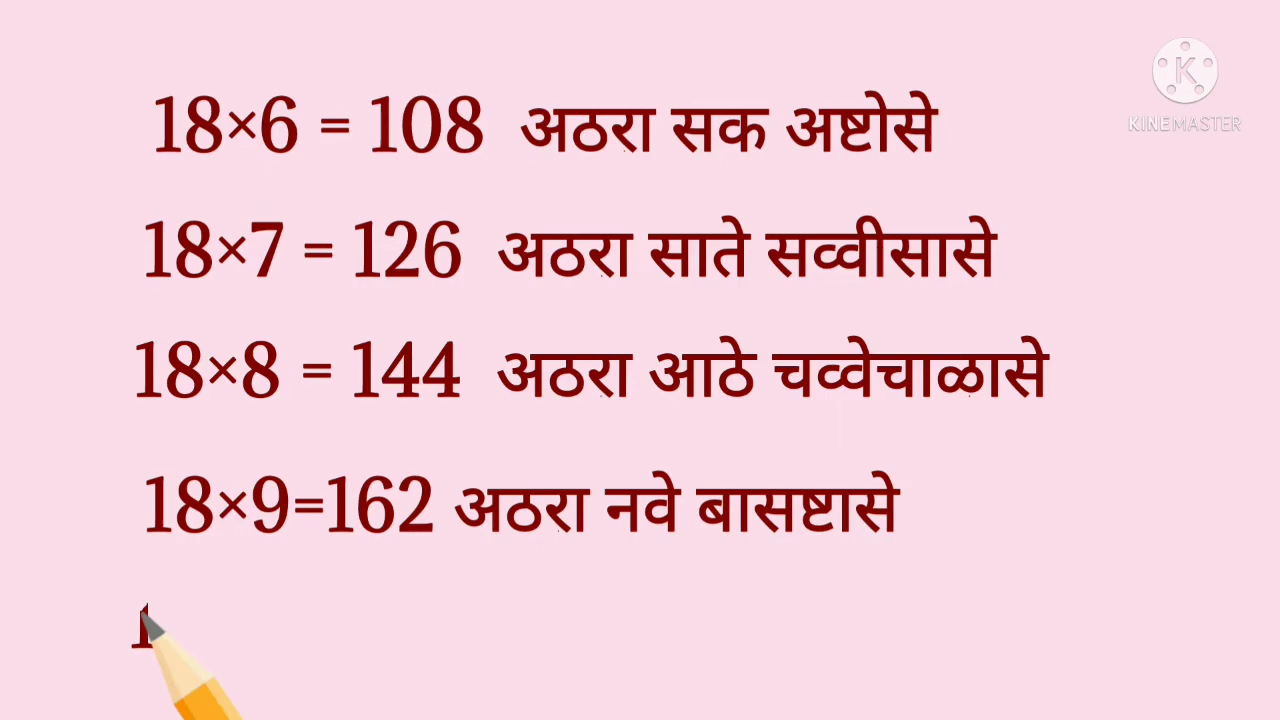 18×6 = 108 अठरा सक अष्टोसे
KINEMASTER
18×7 = 126 अठरा साते सव्वीसासे
18×8 = 144 अठरा आठे चव्वेचाळासे
18×9=162 अठरा नवे बासष्टासे
1